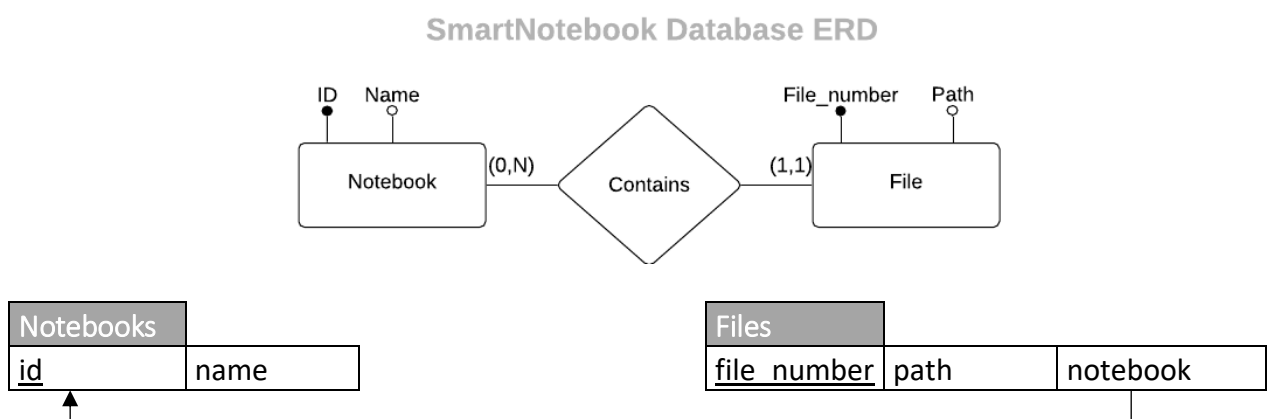 SmartNotebook Database ERD
ID Name File_number Path
(0,N) (1,1)
Notebook Contains File
Notebooks Files
id name file_number path notebook